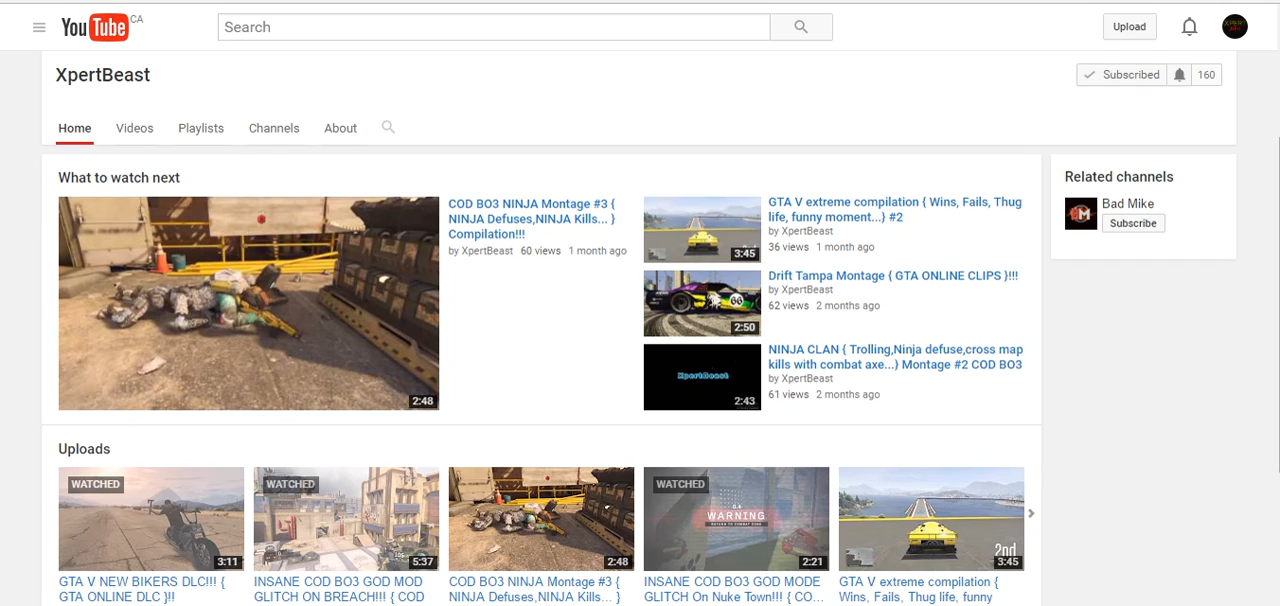 YouTube CA
Search
Upload
XpertBeast
Subscribed 160
Home Videos Playlists Channels About
What to watch next
2:48
COD BO3 NINJA Montage #3 {
NINJA Defuses,NINJA Kills... }
Compilation!!!
by XpertBeast 60 views 1 month ago
3:45
GTA V extreme compilation { Wins, Fails, Thug
life, funny moment...} #2
by XpertBeast
36 views 1 month ago
66
2:50
Drift Tampa Montage { GTA ONLINE CLIPS }!!!
by XpertBeast
62 views 2 months ago
XpertBeast
2:43
NINJA CLAN { Trolling,Ninja defuse,cross map
kills with combat axe...} Montage #2 COD BO3
by XpertBeast
61 views 2 months ago
Related channels
Bad Mike
Subscribe
Uploads
WATCHED
3:11
GTA V NEW BIKERS DLC!!! {
GTA ONLINE DLC }!!
WATCHED
5:37
INSANE COD BO3 GOD MOD
GLITCH ON BREACH!!! { COD
2:48
COD BO3 NINJA Montage #3 {
NINJA Defuses,NINJA Kills... }
WATCHED
WARNING
RETURN TO COMBAT ZONE
2:21
INSANE COD BO3 GOD MODE
GLITCH On Nuke Town!!! { CO...
2nd
3:45
GTA V extreme compilation {
Wins, Fails, Thug life, funny